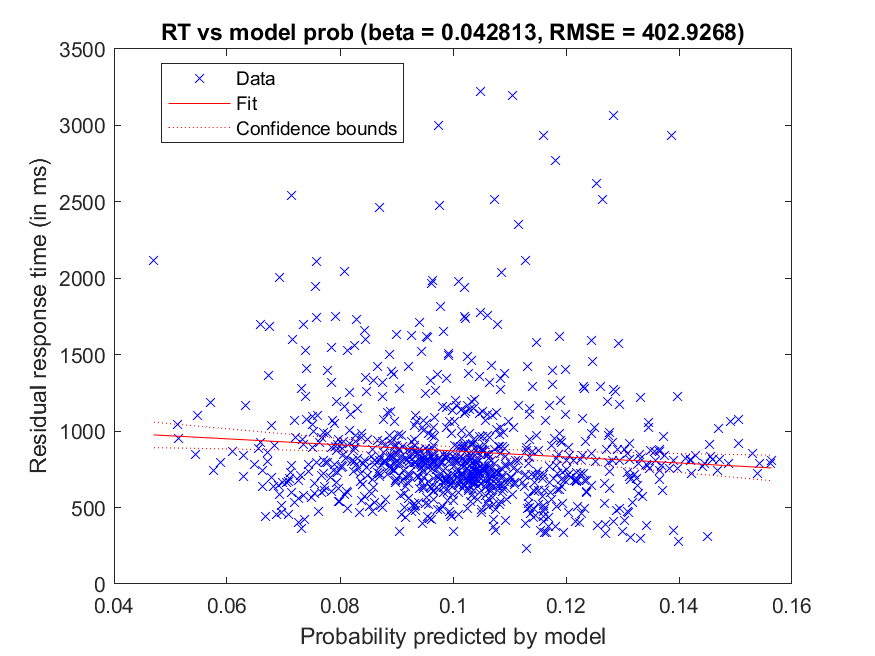 RT vs model prob (beta = 0.042813, RMSE = 402.9268)
Data
Fit
Confidence bounds
Residual response time (in ms)
3500
3000
2500
2000
1500
1000
500
0
0.04 0.06 0.08 0.1 0.12 0.14 0.16
Probability predicted by model